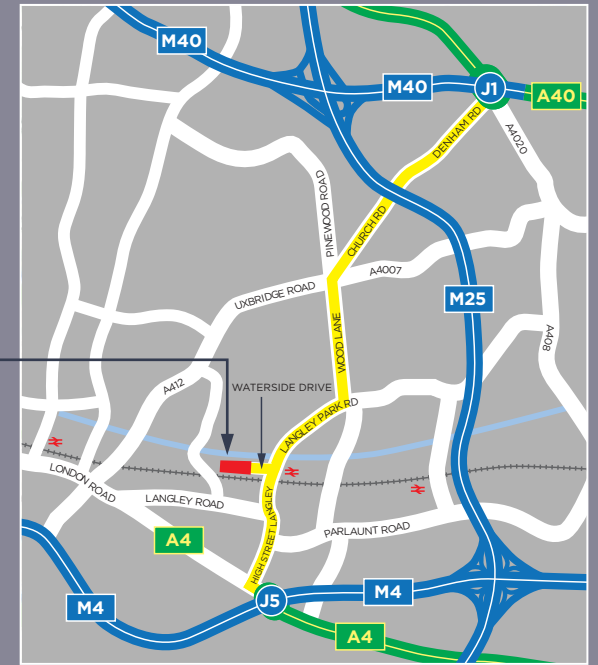 M40
M40
J1
A40
DENHAM RD
A4020
PINEWOOD ROAD
CHURCH RD
A4007
UXBRIDGE ROAD
M25
WOOD LANE
A408
A412
WATERSIDE DRIVE
LANGLEY PARK RD
LONDON ROAD
LANGLEY ROAD
HIGH STREET LANGLEY
PARLAUNT ROAD
A4
M4
J5
M4
A4